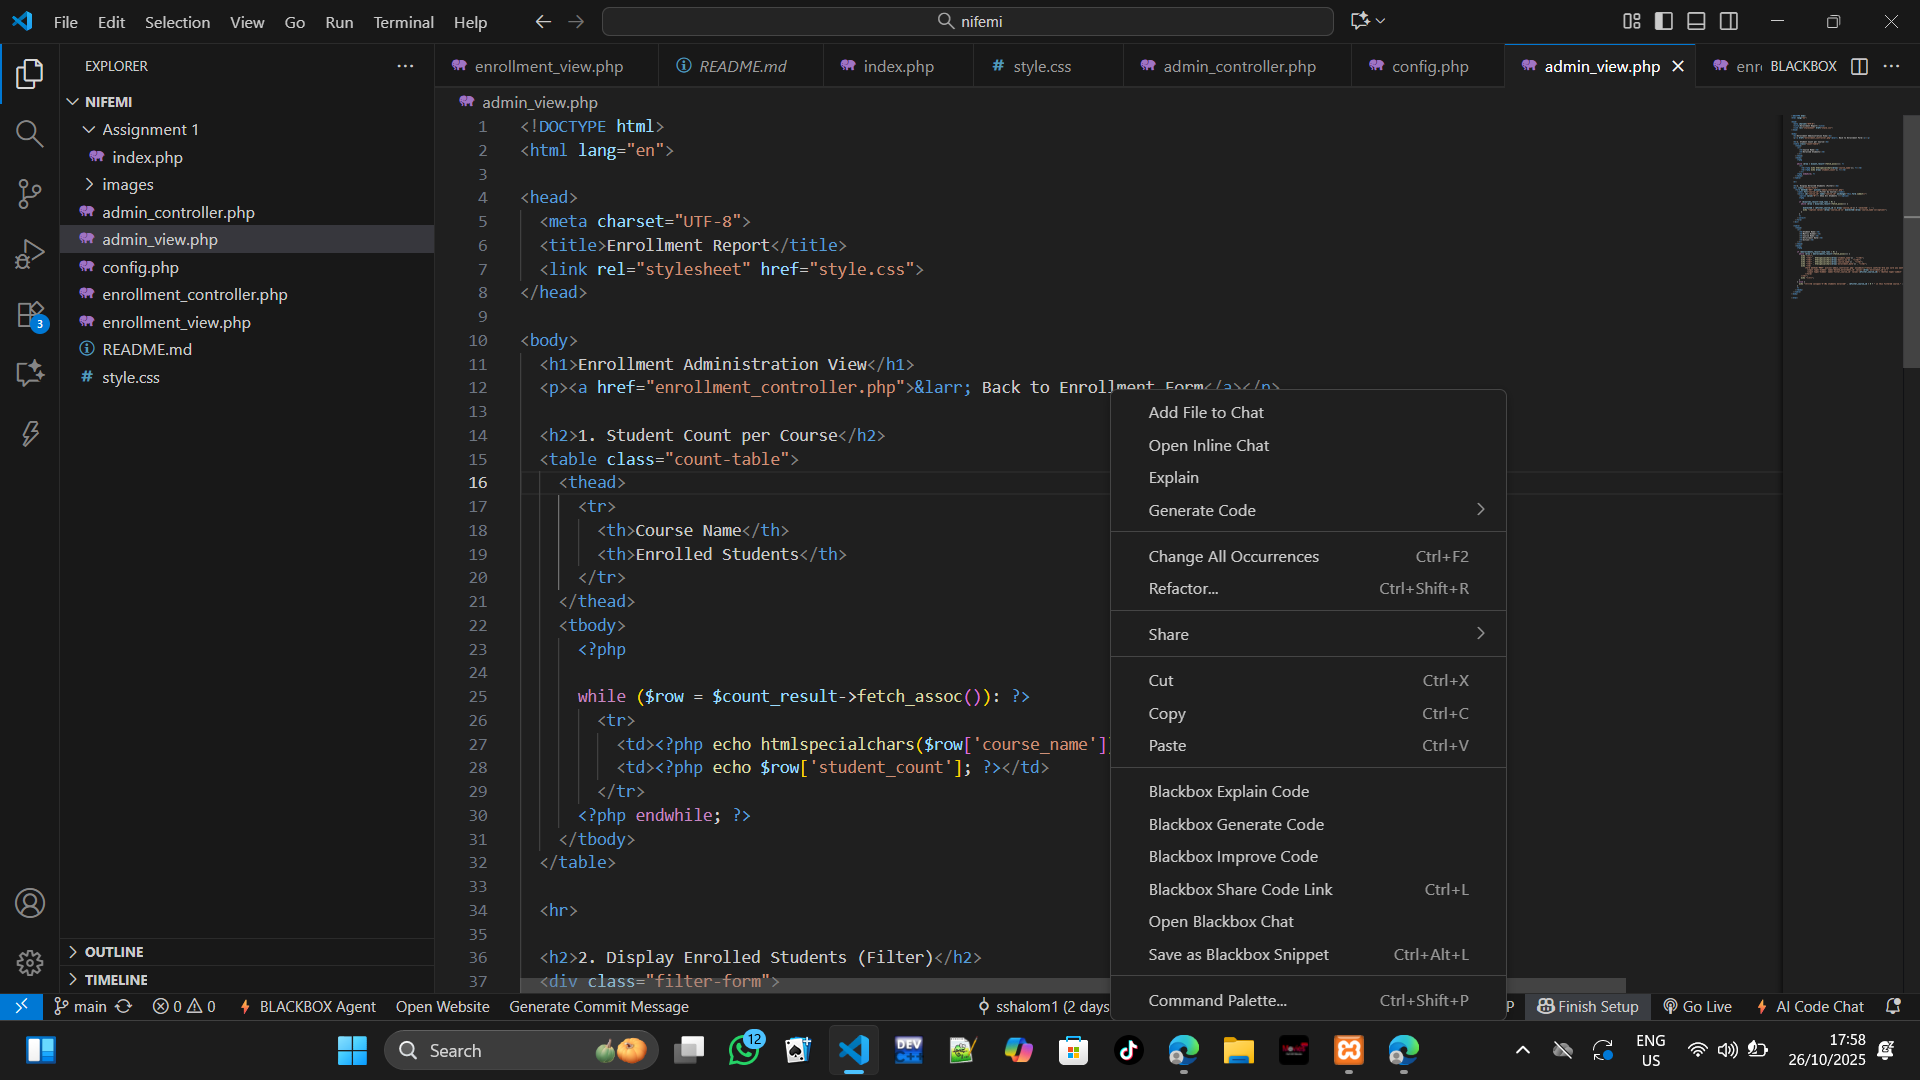 File Edit Selection View Go Run Terminal Help
nifemi
EXPLORER
NIFEMI
Assignment 1
index.php
images
admin_controller.php
admin_view.php
config.php
enrollment_controller.php
enrollment_view.php
README.md
style.css
OUTLINE
TIMELINE
3
enrollment_view.php README.md index.php style.css admin_controller.php config.php admin_view.php enr BLACKBOX
admin_view.php
1 <!DOCTYPE html>
2 <html lang="en">
3
4 <head>
5 <meta charset="UTF-8">
6 <title>Enrollment Report</title>
7 <link rel="stylesheet" href="style.css">
8 </head>
9
10 <body>
11 <h1>Enrollment Administration View</h1>
12 <p><a href="enrollment_controller.php">&larr; Back to Enrollment Form</a></p>
13
14 <h2>1. Student Count per Course</h2>
15 <table class="count-table">
16 <thead>
17 <tr>
18 <th>Course Name</th>
19 <th>Enrolled Students</th>
20 </tr>
21 </thead>
22 <tbody>
23 <?php
24
25 while ($row = $count_result->fetch_assoc()): ?>
26 <tr>
27 <td><?php echo htmlspecialchars($row['course_name']
28 <td><?php echo $row['student_count']; ?></td>
29 </tr>
30 <?php endwhile; ?>
31 </tbody>
32 </table>
33
34 <hr>
35
36 <h2>2. Display Enrolled Students (Filter)</h2>
37 <div class="filter-form">
Add File to Chat
Open Inline Chat
Explain
Generate Code
Change All Occurrences Ctrl+F2
Refactor... Ctrl+Shift+R
Share
Cut Ctrl+X
Copy Ctrl+C
Paste Ctrl+V
Blackbox Explain Code
Blackbox Generate Code
Blackbox Improve Code
Blackbox Share Code Link Ctrl+L
Open Blackbox Chat
Save as Blackbox Snippet Ctrl+Alt+L
Command Palette... Ctrl+Shift+P
main 0 0 BLACKBOX Agent Open Website Generate Commit Message sshalom1 (2 days P Finish Setup Go Live AI Code Chat
Search 12 DEV C++ ENG US 17:58 26/10/2025